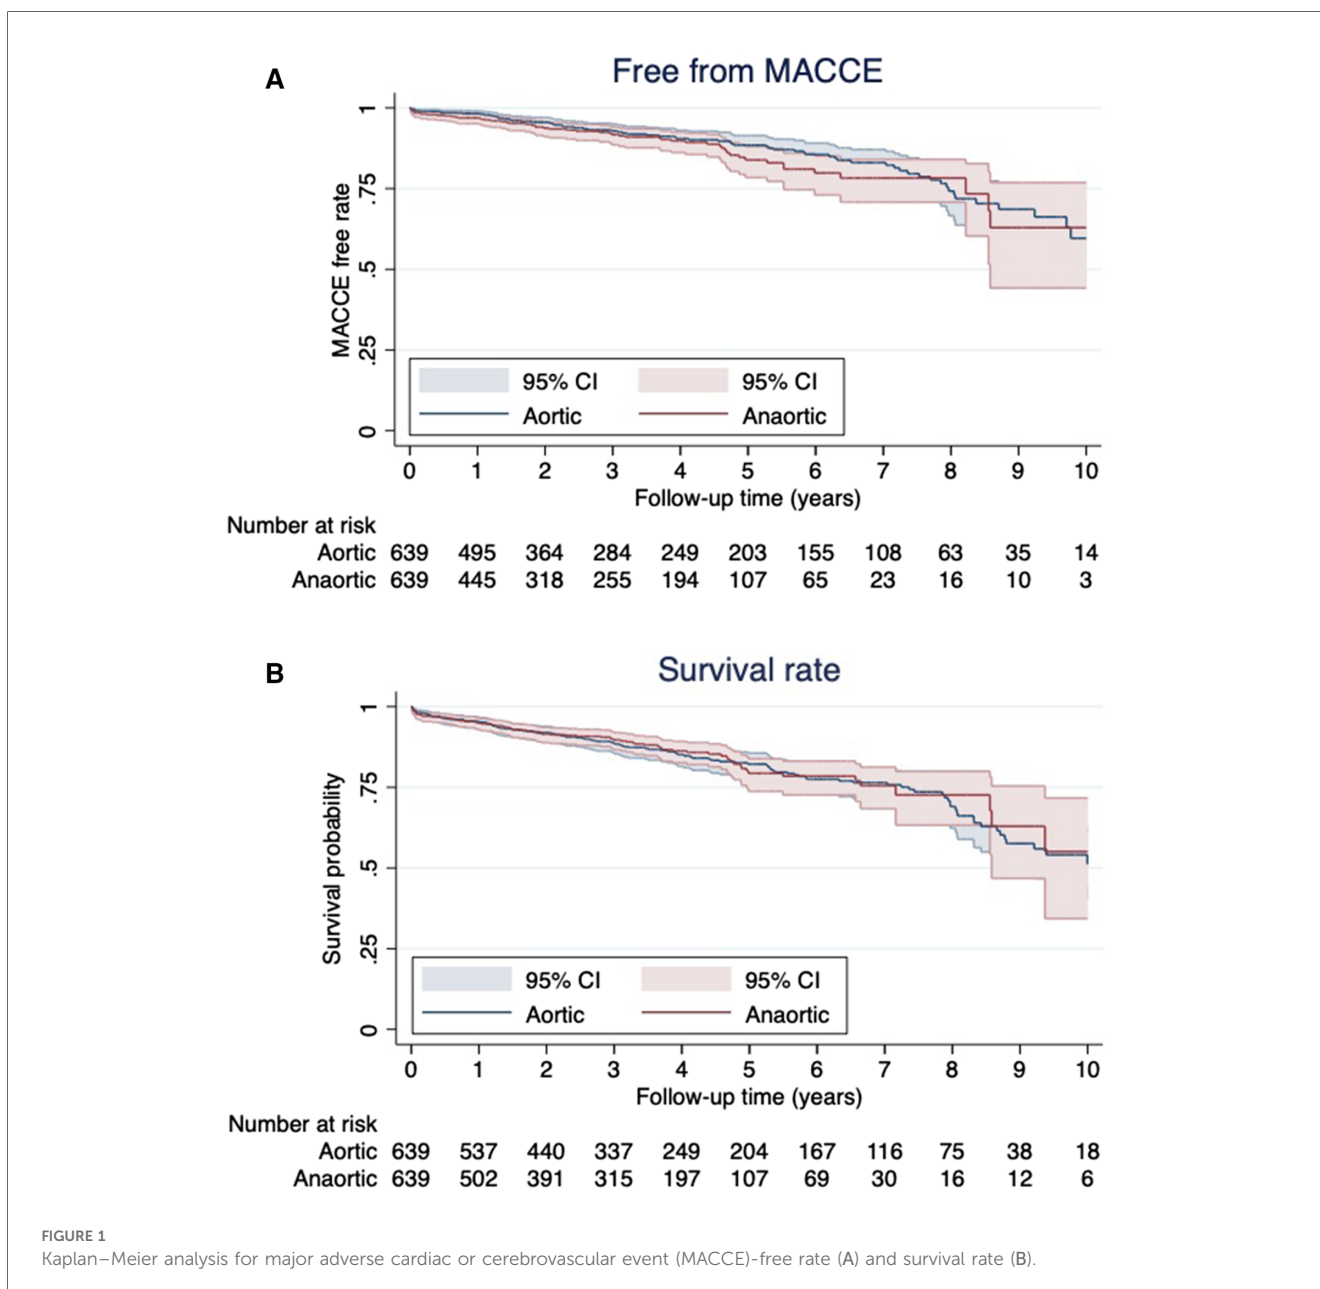 A
Free from MACCE
MACCE free rate
1
.75
.5
.25
0
95% CI 95% CI
Aortic Anaortic
0 1 2 3 4 5 6 7 8 9 10
Follow-up time (years)
Number at risk
Aortic 639 495 364 284 249 203 155 108 63 35 14
Anaortic 639 445 318 255 194 107 65 23 16 10 3
B
Survival rate
Survival probability
1
.75
.5
.25
0
95% CI 95% CI
Aortic Anaortic
0 1 2 3 4 5 6 7 8 9 10
Follow-up time (years)
Number at risk
Aortic 639 537 440 337 249 204 167 116 75 38 18
Anaortic 639 502 391 315 197 107 69 30 16 12 6
FIGURE 1
Kaplan–Meier analysis for major adverse cardiac or cerebrovascular event (MACCE)-free rate (A) and survival rate (B).